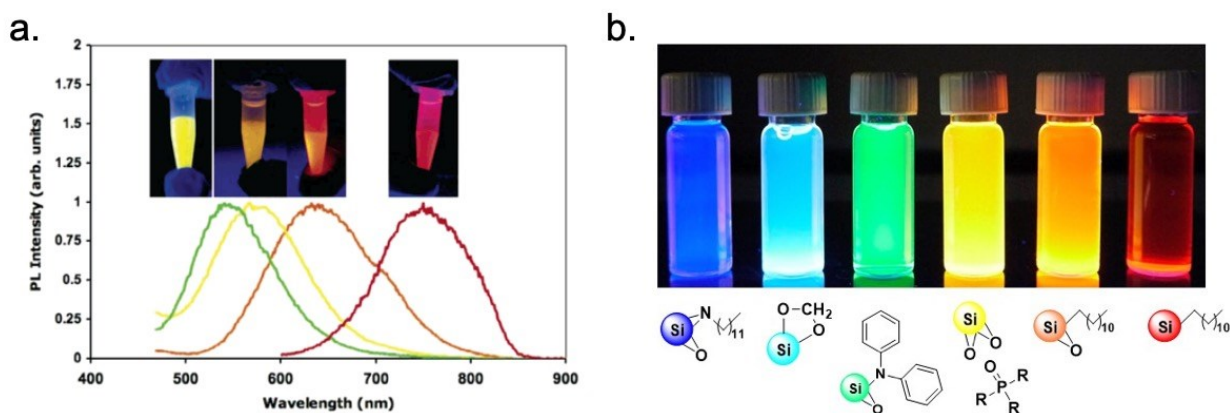 a.
2
1.75
1.5
1.25
1
0.75
0.5
0.25
0
PL Intensity (arb. units)
400 500 600 700 800 900
Wavelength (nm)
b.
Si N 11 O
O CH₂ O Si
Si N O
Si O O
O P R R R
Si O 10
Si 10